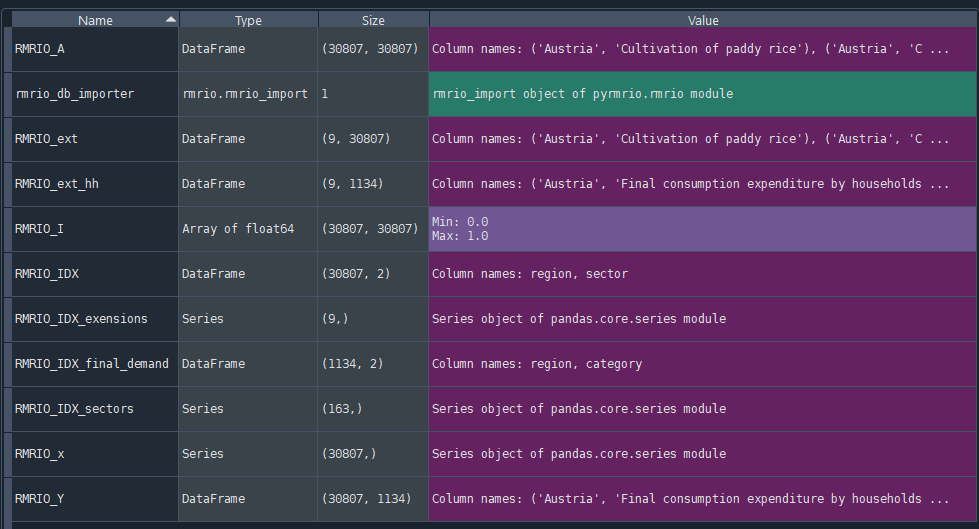 Name Type Size Value
RMRIO_A DataFrame (30807, 30807) Column names: ('Austria', 'Cultivation of paddy rice'), ('Austria', 'C ...
rmrio_db_importer rmrio.rmrio_import 1 rmrio_import object of pyrmrio.rmrio module
RMRIO_ext DataFrame (9, 30807) Column names: ('Austria', 'Cultivation of paddy rice'), ('Austria', 'C ...
RMRIO_ext_hh DataFrame (9, 1134) Column names: ('Austria', 'Final consumption expenditure by households ...
RMRIO_I Array of float64 (30807, 30807) Min: 0.0
Max: 1.0
RMRIO_IDX DataFrame (30807, 2) Column names: region, sector
RMRIO_IDX_exensions Series (9,) Series object of pandas.core.series module
RMRIO_IDX_final_demand DataFrame (1134, 2) Column names: region, category
RMRIO_IDX_sectors Series (163,) Series object of pandas.core.series module
RMRIO_x Series (30807,) Series object of pandas.core.series module
RMRIO_Y DataFrame (30807, 1134) Column names: ('Austria', 'Final consumption expenditure by households ...